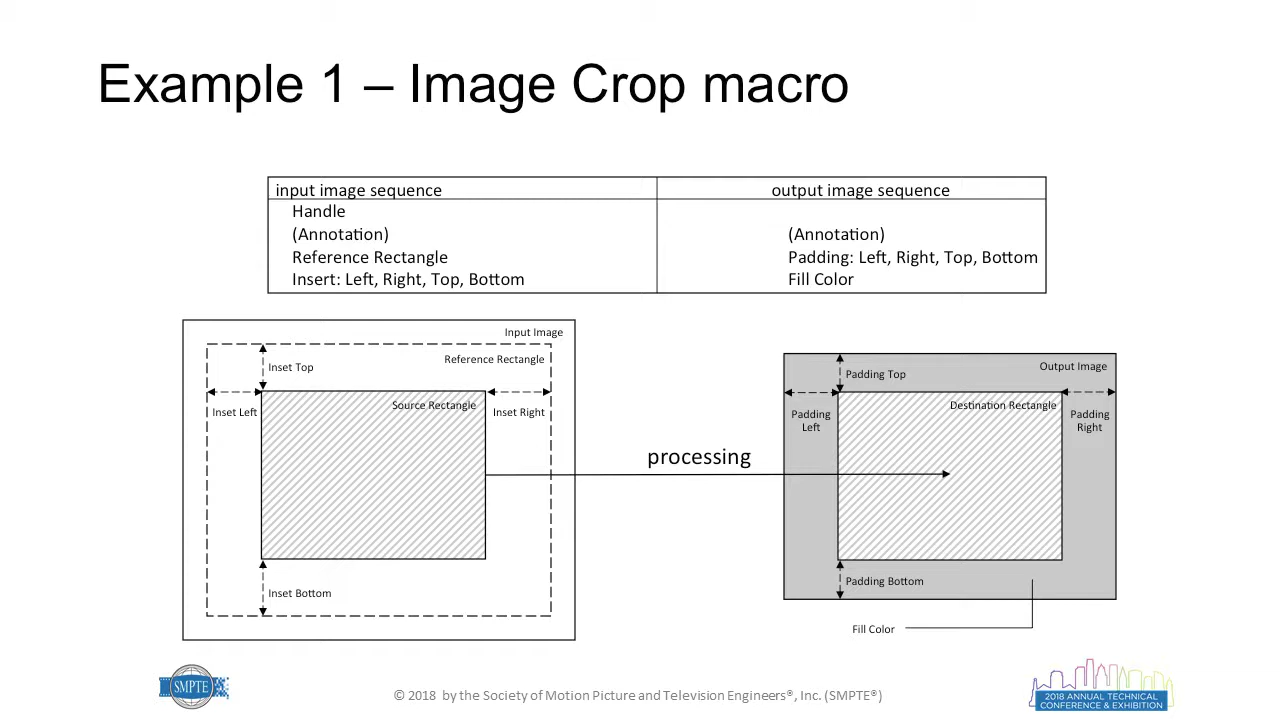 Example 1 – Image Crop macro
input image sequence
output image sequence
Handle
(Annotation)
(Annotation)
Reference Rectangle
Padding: Left, Right, Top, Bottom
Insert: Left, Right, Top, Bottom
Fill Color
Input Image
Reference Rectangle
Inset Top
Source Rectangle
Inset Left
Inset Right
Inset Bottom
processing
Output Image
Padding Top
Destination Rectangle
Padding
Left
Padding
Right
Padding Bottom
Fill Color
SMPTE
© 2018 by the Society of Motion Picture and Television Engineers®, Inc. (SMPTE®)
2018 ANNUAL TECHNICAL
CONFERENCE & EXHIBITION